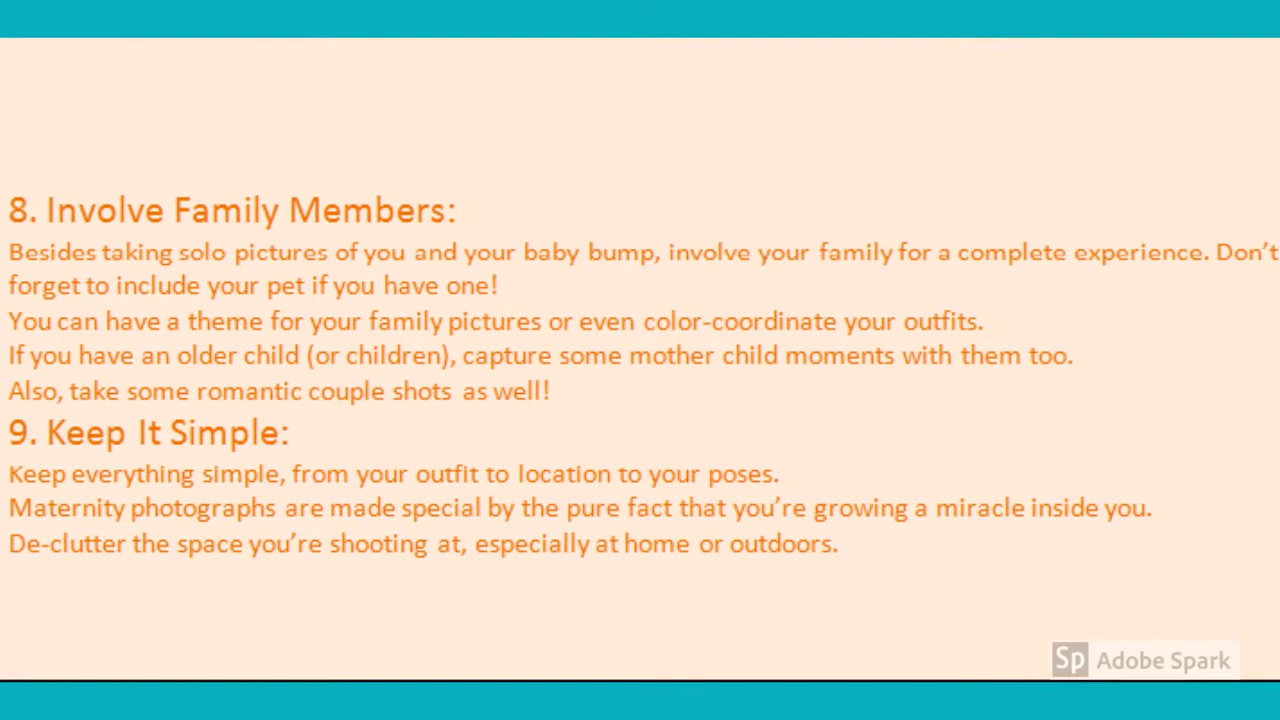 8. Involve Family Members:
Besides taking solo pictures of you and your baby bump, involve your family for a complete experience. Don’t
forget to include your pet if you have one!
You can have a theme for your family pictures or even color-coordinate your outfits.
If you have an older child (or children), capture some mother child moments with them too.
Also, take some romantic couple shots as well!
9. Keep It Simple:
Keep everything simple, from your outfit to location to your poses.
Maternity photographs are made special by the pure fact that you’re growing a miracle inside you.
De-clutter the space you’re shooting at, especially at home or outdoors.
Sp Adobe Spark